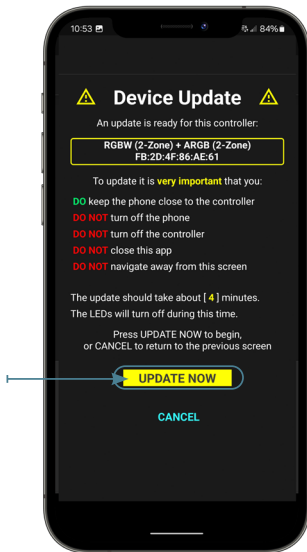 10:53
84%
Device Update
An update is ready for this controller:
RGBW (2-Zone) + ARGB (2-Zone)
FB:2D:4F:86:AE:61
To update it is very important that you:
DO keep the phone close to the controller
DO NOT turn off the phone
DO NOT turn off the controller
DO NOT close this app
DO NOT navigate away from this screen
The update should take about [ 4 ] minutes.
The LEDs will turn off during this time.
Press UPDATE NOW to begin,
or CANCEL to return to the previous screen
UPDATE NOW
CANCEL